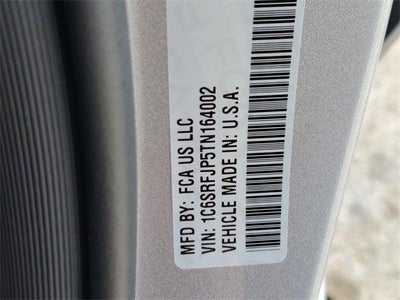 MFD BY: FCA US LLC
VIN: 1C6SRFJP5TN164002
VEHICLE MADE IN: U.S.A.